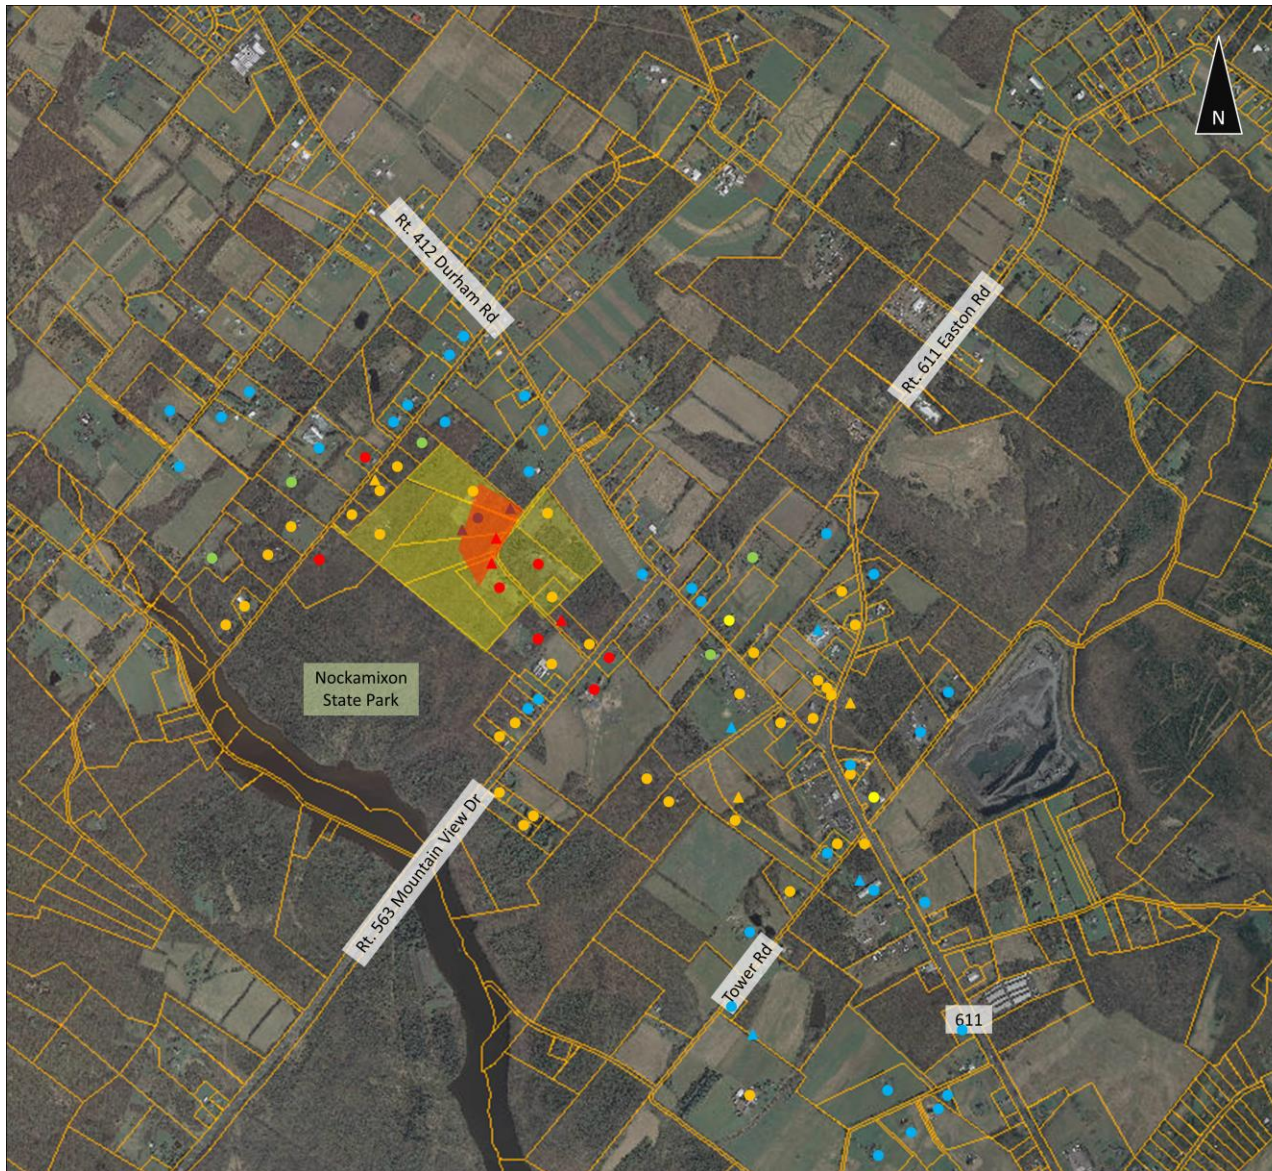 N
Rt. 412 Durham Rd
Rt. 611 Easton Rd
Nockamixon
State Park
Rt. 563 Mountain View Dr
Tower Rd
611